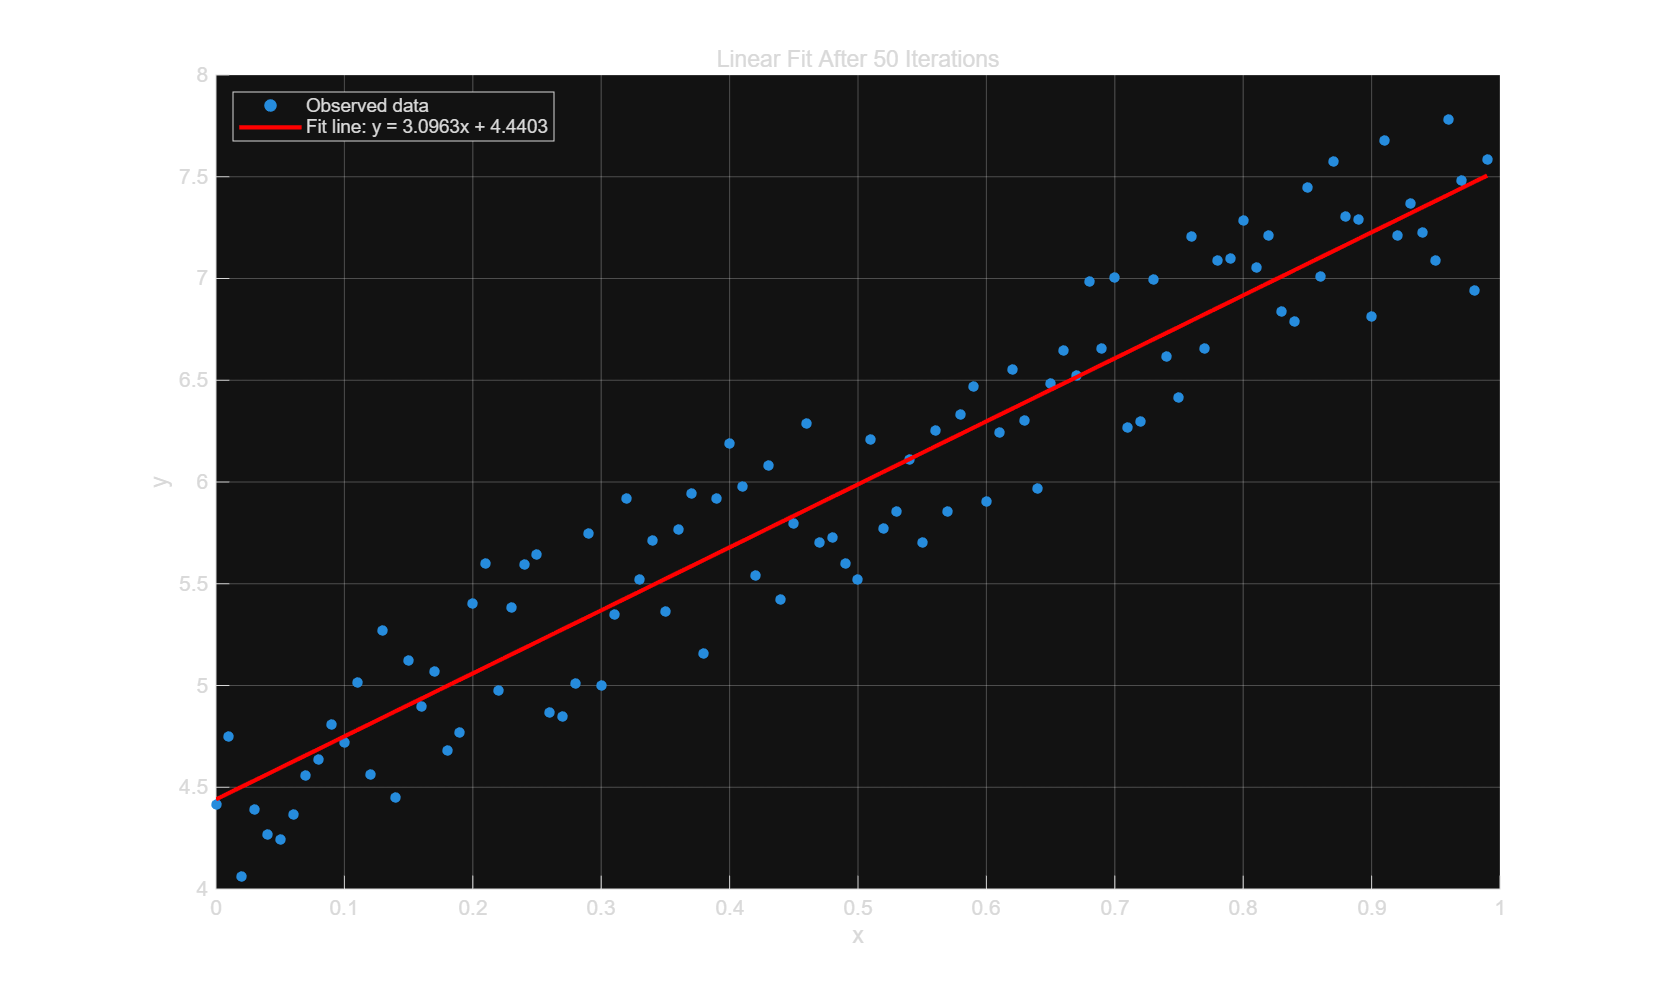 Linear Fit After 50 Iterations
8
Observed data
Fit line: y = 3.0963x + 4.4403
7.5
7
6.5
6
y
5.5
5
4.5
4
0 0.1 0.2 0.3 0.4 0.5 0.6 0.7 0.8 0.9 1
x